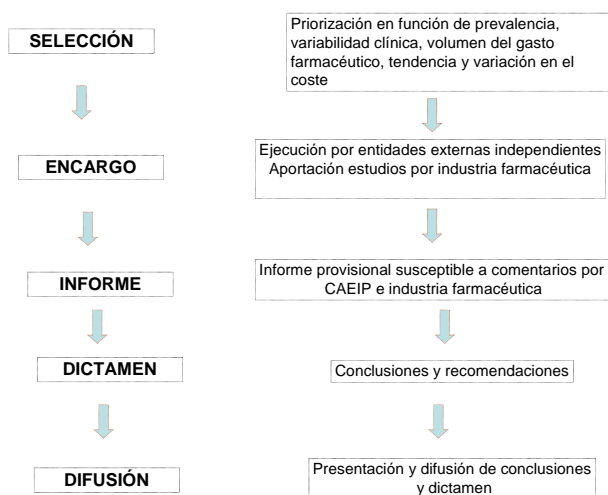 SELECCIÓN
Priorización en función de prevalencia,
variabilidad clínica, volumen del gasto
farmacéutico, tendencia y variación en el
coste
ENCARGO
Ejecución por entidades externas independientes
Aportación estudios por industria farmacéutica
INFORME
Informe provisional susceptible a comentarios por
CAEIP e industria farmacéutica
DICTAMEN
Conclusiones y recomendaciones
DIFUSIÓN
Presentación y difusión de conclusiones
y dictamen